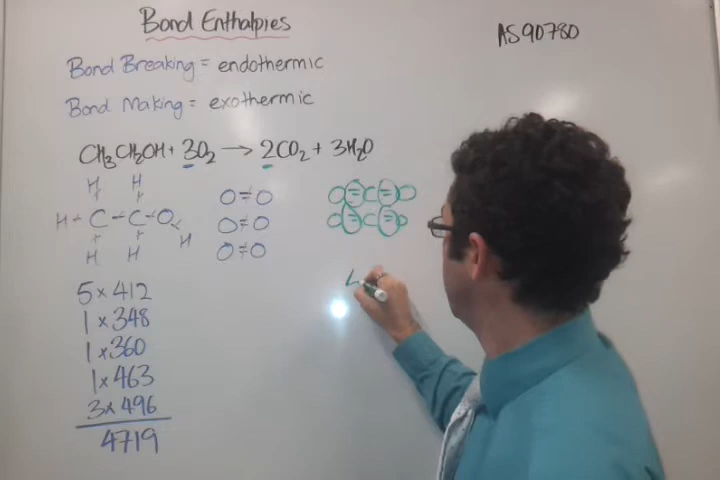 Bond Enthalpies
AS90780
Bond Breaking = endothermic
Bond Making = exothermic
CH3CH2OH + 3O2 → 2CO2 + 3H2O
H H
H-C-C-O
H H H
O=O
O=O
O=O
O=C=O
O=C=O
5 × 412
1 × 348
1 × 360
1 × 463
3 × 496
4719